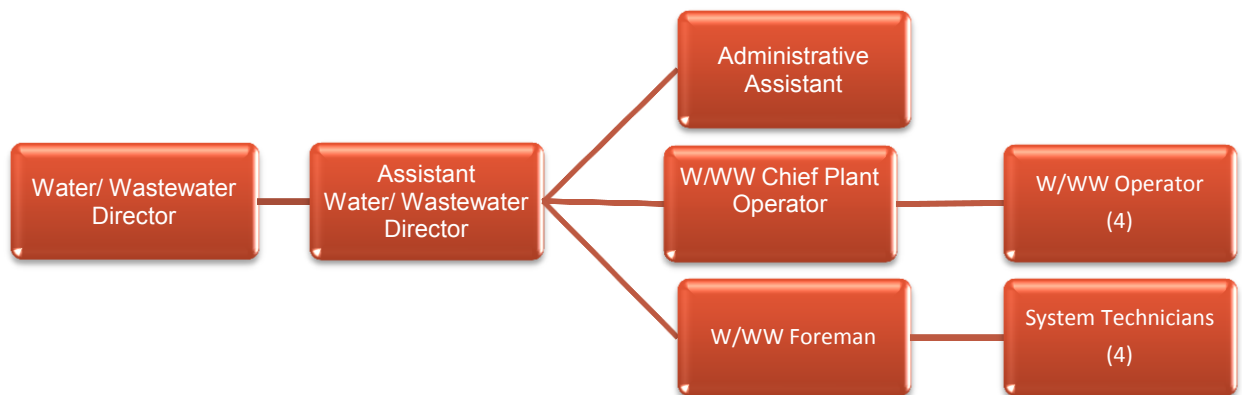 Administrative
Assistant
Water/ Wastewater
Director
Assistant
Water/ Wastewater
Director
W/WW Chief Plant
Operator
W/WW Operator
(4)
W/WW Foreman
System Technicians
(4)